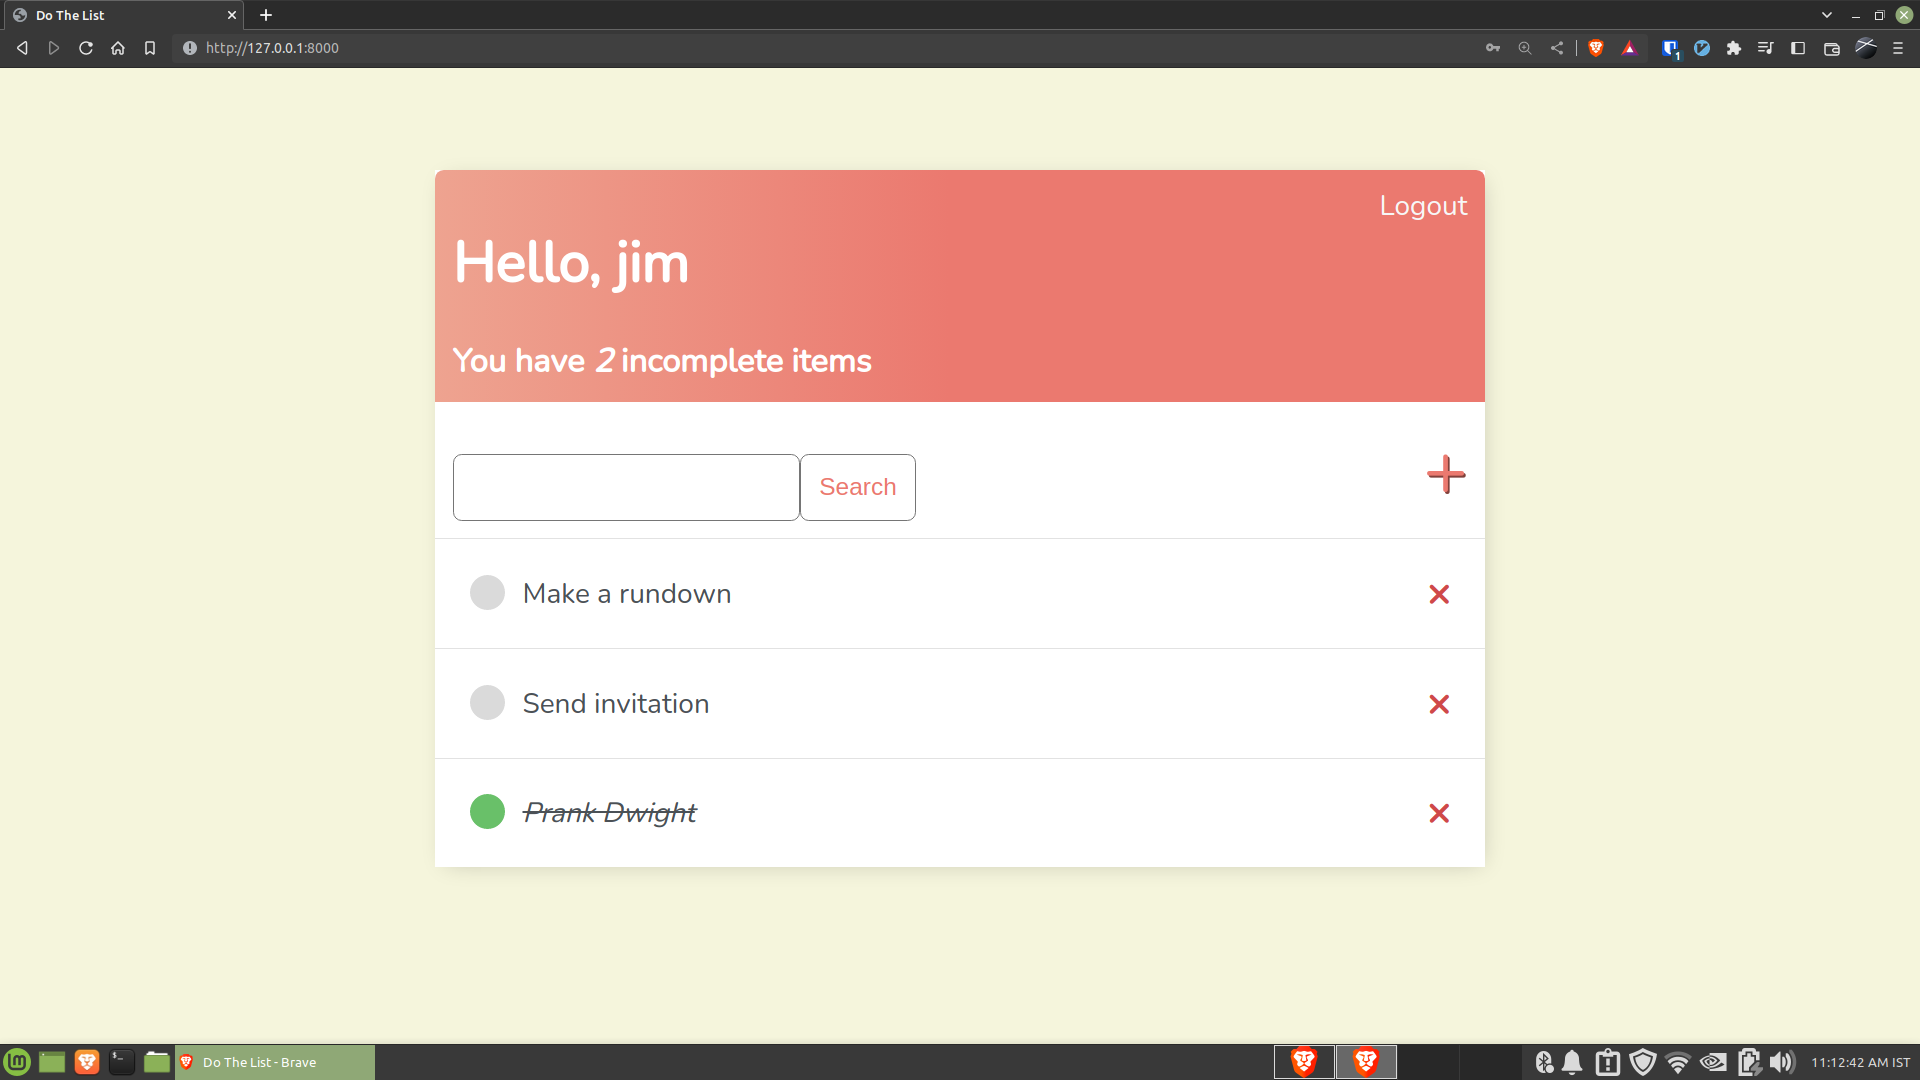 Do The List
http://127.0.0.1:8000
1
Logout
Hello, jim
You have 2 incomplete items
Search
Make a rundown
Send invitation
Prank Dwight
Do The List - Brave
11:12:42 AM IST